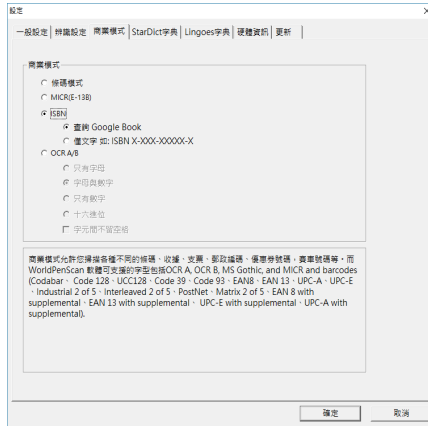 設定
一般設定 辨識設定 商業模式 StarDict字典 Lingoes字典 硬體資訊 更新
商業模式
條碼模式
MICR(E-13B)
ISBN
查詢 Google Book
僅文字 如: ISBN X-XXX-XXXXX-X
OCR A/B
只有字母
字母與數字
只有數字
十六進位
字元間不留空格
商業模式允許您掃描各種不同的條碼、收據、支票、郵政編碼、優惠券號碼，賽車號碼等，而
WorldPenScan 軟體可支援的字型包括OCR A, OCR B, MS Gothic, and MICR and barcodes
(Codabar、 Code 128、UCC128、Code 39、Code 93、EAN8、EAN 13、UPC-A、UPC-E
、Industrial 2 of 5、Interleaved 2 of 5、PostNet、Matrix 2 of 5、EAN 8 with
supplemental、EAN 13 with supplemental、 UPC-E with supplemental、UPC-A with
supplemental).
確定 取消